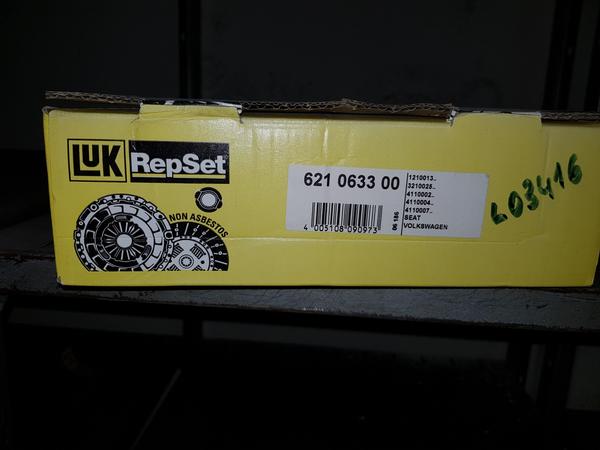 LuK RepSet
NON ASBESTOS
621 0633 00
4 005108 090973
06 186
1210013..
3210025..
4110002..
4110004..
4110007..
SEAT
VOLKSWAGEN
L03416